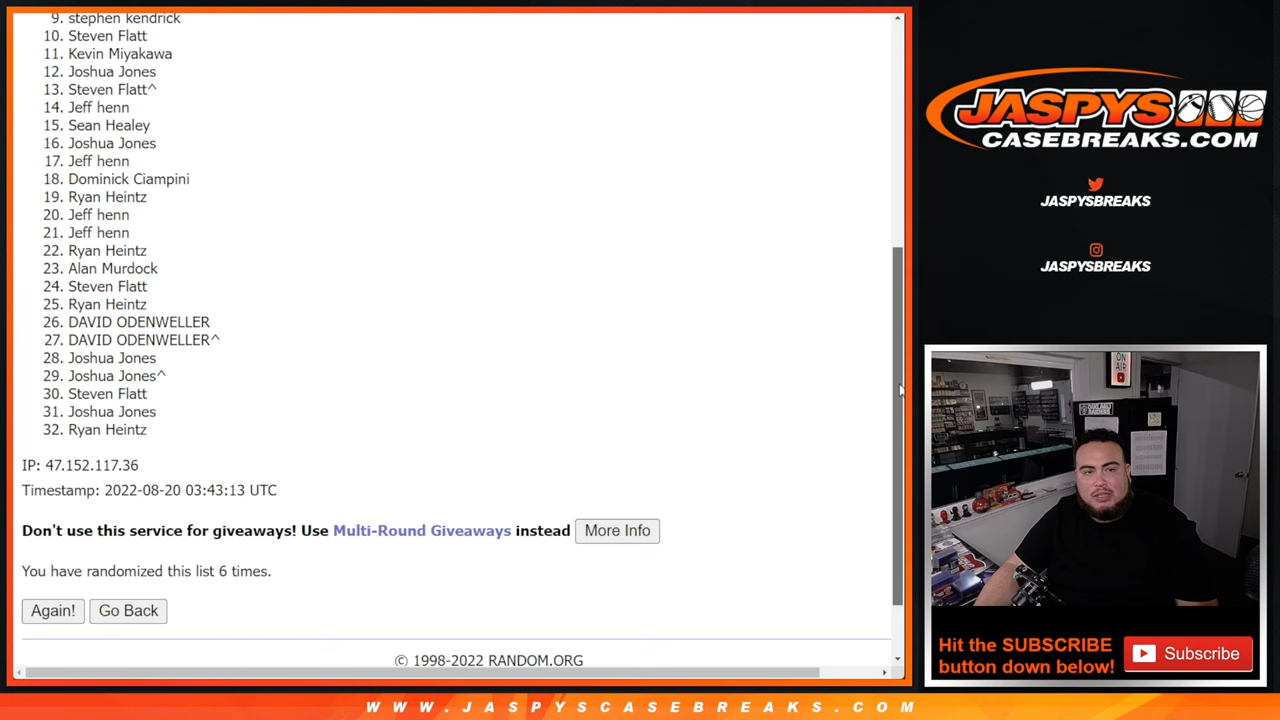 9. stephen kendrick
10. Steven Flatt
11. Kevin Miyakawa
12. Joshua Jones
13. Steven Flatt^
14. Jeff henn
15. Sean Healey
16. Joshua Jones
17. Jeff henn
18. Dominick Ciampini
19. Ryan Heintz
20. Jeff henn
21. Jeff henn
22. Ryan Heintz
23. Alan Murdock
24. Steven Flatt
25. Ryan Heintz
26. DAVID ODENWELLER
27. DAVID ODENWELLER^
28. Joshua Jones
29. Joshua Jones^
30. Steven Flatt
31. Joshua Jones
32. Ryan Heintz
IP: 47.152.117.36
Timestamp: 2022-08-20 03:43:13 UTC
Don't use this service for giveaways! Use Multi-Round Giveaways instead More Info
You have randomized this list 6 times.
Again! Go Back
© 1998-2022 RANDOM.ORG
JASPYS
CASEBREAKS.COM
JASPYSBREAKS
JASPYSBREAKS
ON AIR
OAKLAND
RAIDERS
Hit the SUBSCRIBE
button down below!
Subscribe
WWW.JASPYSCASEBREAKS.COM